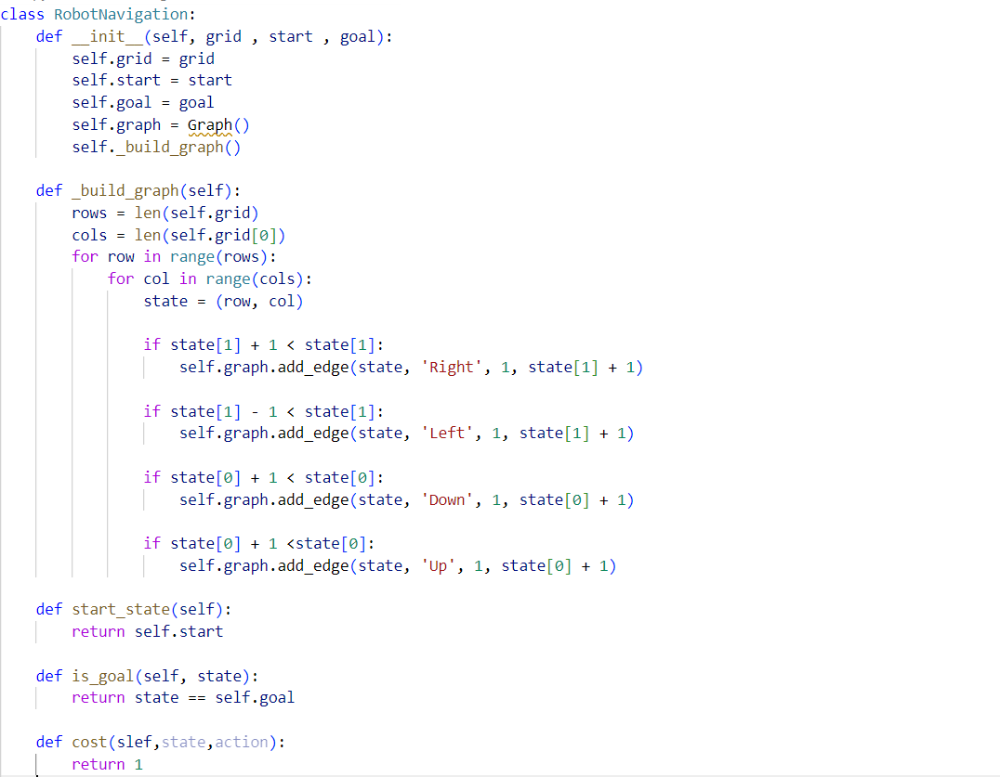 class RobotNavigation:
    def __init__(self, grid , start , goal):
        self.grid = grid
        self.start = start
        self.goal = goal
        self.graph = Graph()
        self._build_graph()

    def _build_graph(self):
        rows = len(self.grid)
        cols = len(self.grid[0])
        for row in range(rows):
            for col in range(cols):
                state = (row, col)

                if state[1] + 1 < state[1]:
                    self.graph.add_edge(state, 'Right', 1, state[1] + 1)

                if state[1] - 1 < state[1]:
                    self.graph.add_edge(state, 'Left', 1, state[1] + 1)

                if state[0] + 1 < state[0]:
                    self.graph.add_edge(state, 'Down', 1, state[0] + 1)

                if state[0] + 1 <state[0]:
                    self.graph.add_edge(state, 'Up', 1, state[0] + 1)

    def start_state(self):
        return self.start

    def is_goal(self, state):
        return state == self.goal

    def cost(slef,state,action):
        return 1